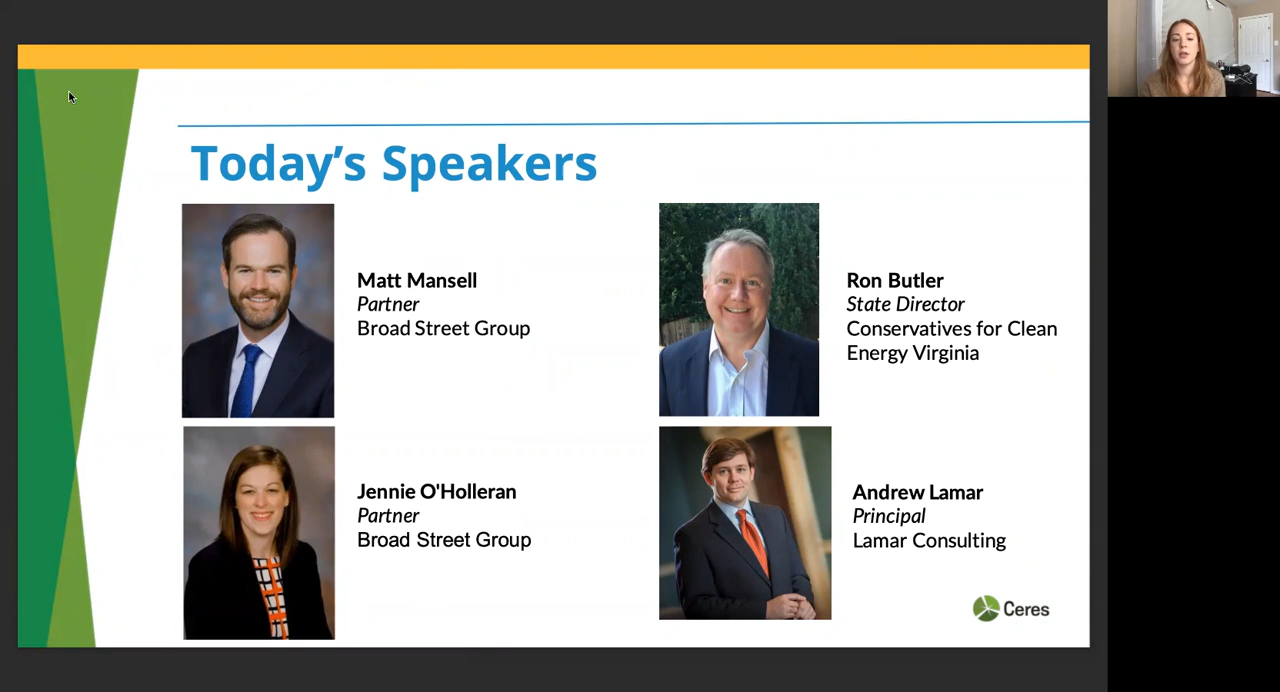 Today's Speakers
Matt Mansell
Partner
Broad Street Group
Ron Butler
State Director
Conservatives for Clean
Energy Virginia
Jennie O'Holleran
Partner
Broad Street Group
Andrew Lamar
Principal
Lamar Consulting
Ceres